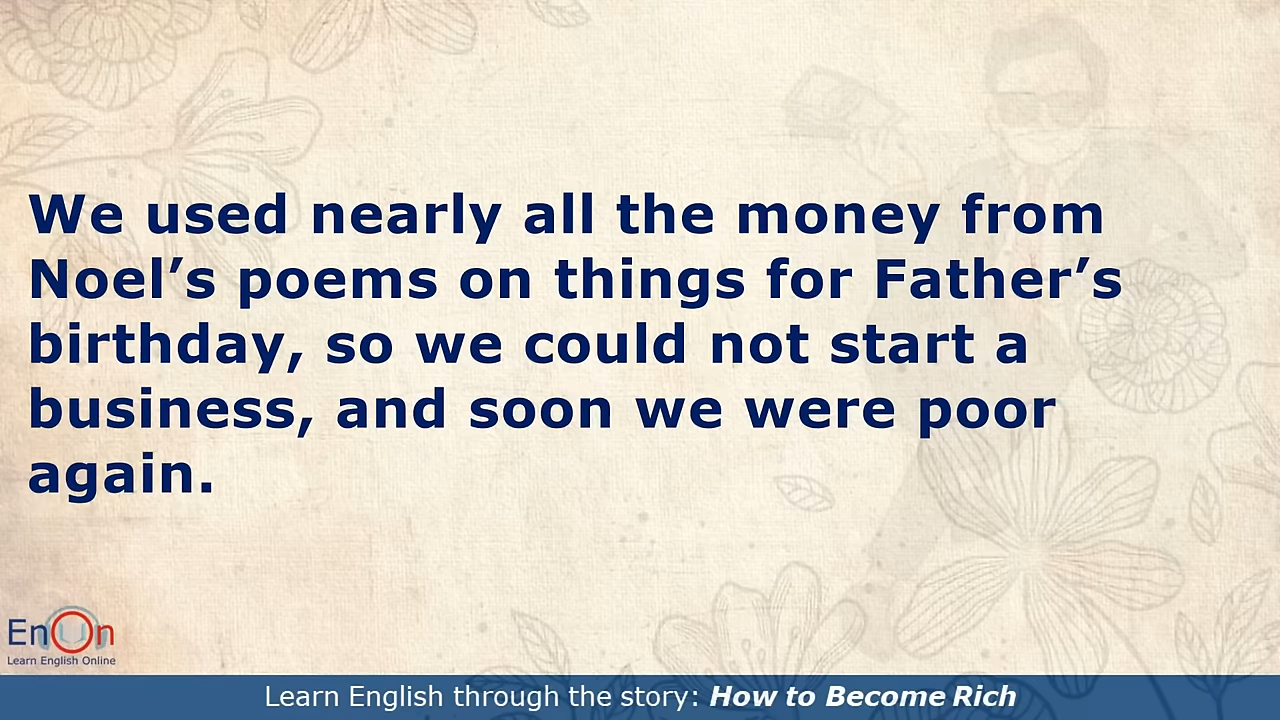 We used nearly all the money from
Noel’s poems on things for Father’s
birthday, so we could not start a
business, and soon we were poor
again.
EnOn
Learn English Online
Learn English through the story: How to Become Rich